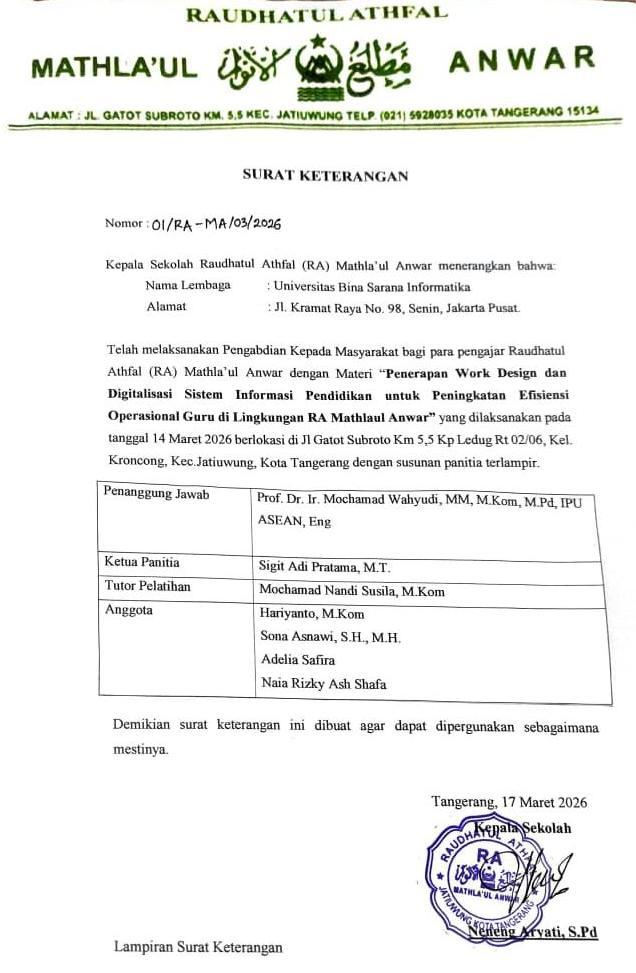 RAUDHATUL ATHFAL
MATHLA'UL مطلع الانوار ANWAR
ALAMAT : JL. GATOT SUBROTO KM. 5,5 KEC. JATIUWUNG TELP. (021) 5928035 KOTA TANGERANG 15134
SURAT KETERANGAN
Nomor : 01/RA-MA/03/2026
Kepala Sekolah Raudhatul Athfal (RA) Mathla'ul Anwar menerangkan bahwa:
Nama Lembaga : Universitas Bina Sarana Informatika
Alamat : Jl. Kramat Raya No. 98, Senin, Jakarta Pusat.
Telah melaksanakan Pengabdian Kepada Masyarakat bagi para pengajar Raudhatul
Athfal (RA) Mathla'ul Anwar dengan Materi “Penerapan Work Design dan
Digitalisasi Sistem Informasi Pendidikan untuk Peningkatan Efisiensi
Operasional Guru di Lingkungan RA Mathlaul Anwar” yang dilaksanakan pada
tanggal 14 Maret 2026 berlokasi di Jl Gatot Subroto Km 5,5 Kp Ledug Rt 02/06, Kel.
Kroncong, Kec.Jatiuwung, Kota Tangerang dengan susunan panitia terlampir.
Penanggung Jawab Prof. Dr. Ir. Mochamad Wahyudi, MM, M.Kom, M.Pd, IPU
ASEAN, Eng
Ketua Panitia Sigit Adi Pratama, M.T.
Tutor Pelatihan Mochamad Nandi Susila, M.Kom
Anggota Hariyanto, M.Kom
Sona Asnawi, S.H., M.H.
Adelia Safira
Naia Rizky Ash Shafa
Demikian surat keterangan ini dibuat agar dapat dipergunakan sebagaimana
mestinya.
Tangerang, 17 Maret 2026
Kepala Sekolah
RAUDHATUL ATHFAL
RA
MATHLA'UL ANWAR
JATIUWUNG KOTA TANGERANG
Neneng Aryati, S.Pd
Lampiran Surat Keterangan